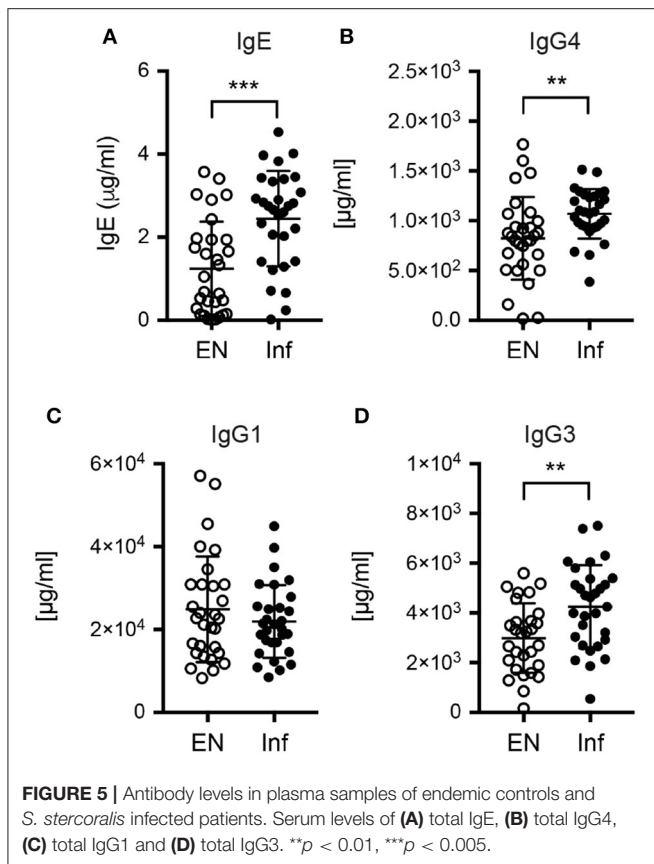 A
IgE
***
IgE (µg/ml)
6
4
2
0
EN
Inf
B
IgG4
**
[µg/ml]
2.5×10³
2.0×10³
1.5×10³
1.0×10³
5.0×10²
0.0
EN
Inf
C
IgG1
[µg/ml]
6×10⁴
4×10⁴
2×10⁴
0
EN
Inf
D
IgG3
**
[µg/ml]
1×10⁴
8×10³
6×10³
4×10³
2×10³
0
EN
Inf
FIGURE 5 | Antibody levels in plasma samples of endemic controls and
S. stercoralis infected patients. Serum levels of (A) total IgE, (B) total IgG4,
(C) total IgG1 and (D) total IgG3. **p < 0.01, ***p < 0.005.